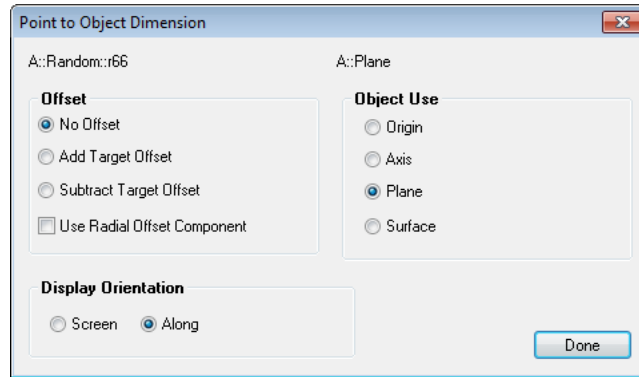 Point to Object Dimension
A::Random::r66
A::Plane
Offset
No Offset
Add Target Offset
Subtract Target Offset
Use Radial Offset Component
Object Use
Origin
Axis
Plane
Surface
Display Orientation
Screen
Along
Done